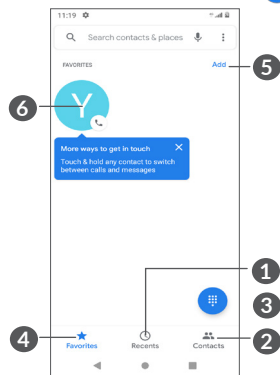 11:19
Search contacts & places
FAVORITES
Add
5
6
Y
More ways to get in touch
Touch & hold any contact to switch
between calls and messages
1
3
4
2
Favorites
Recents
Contacts